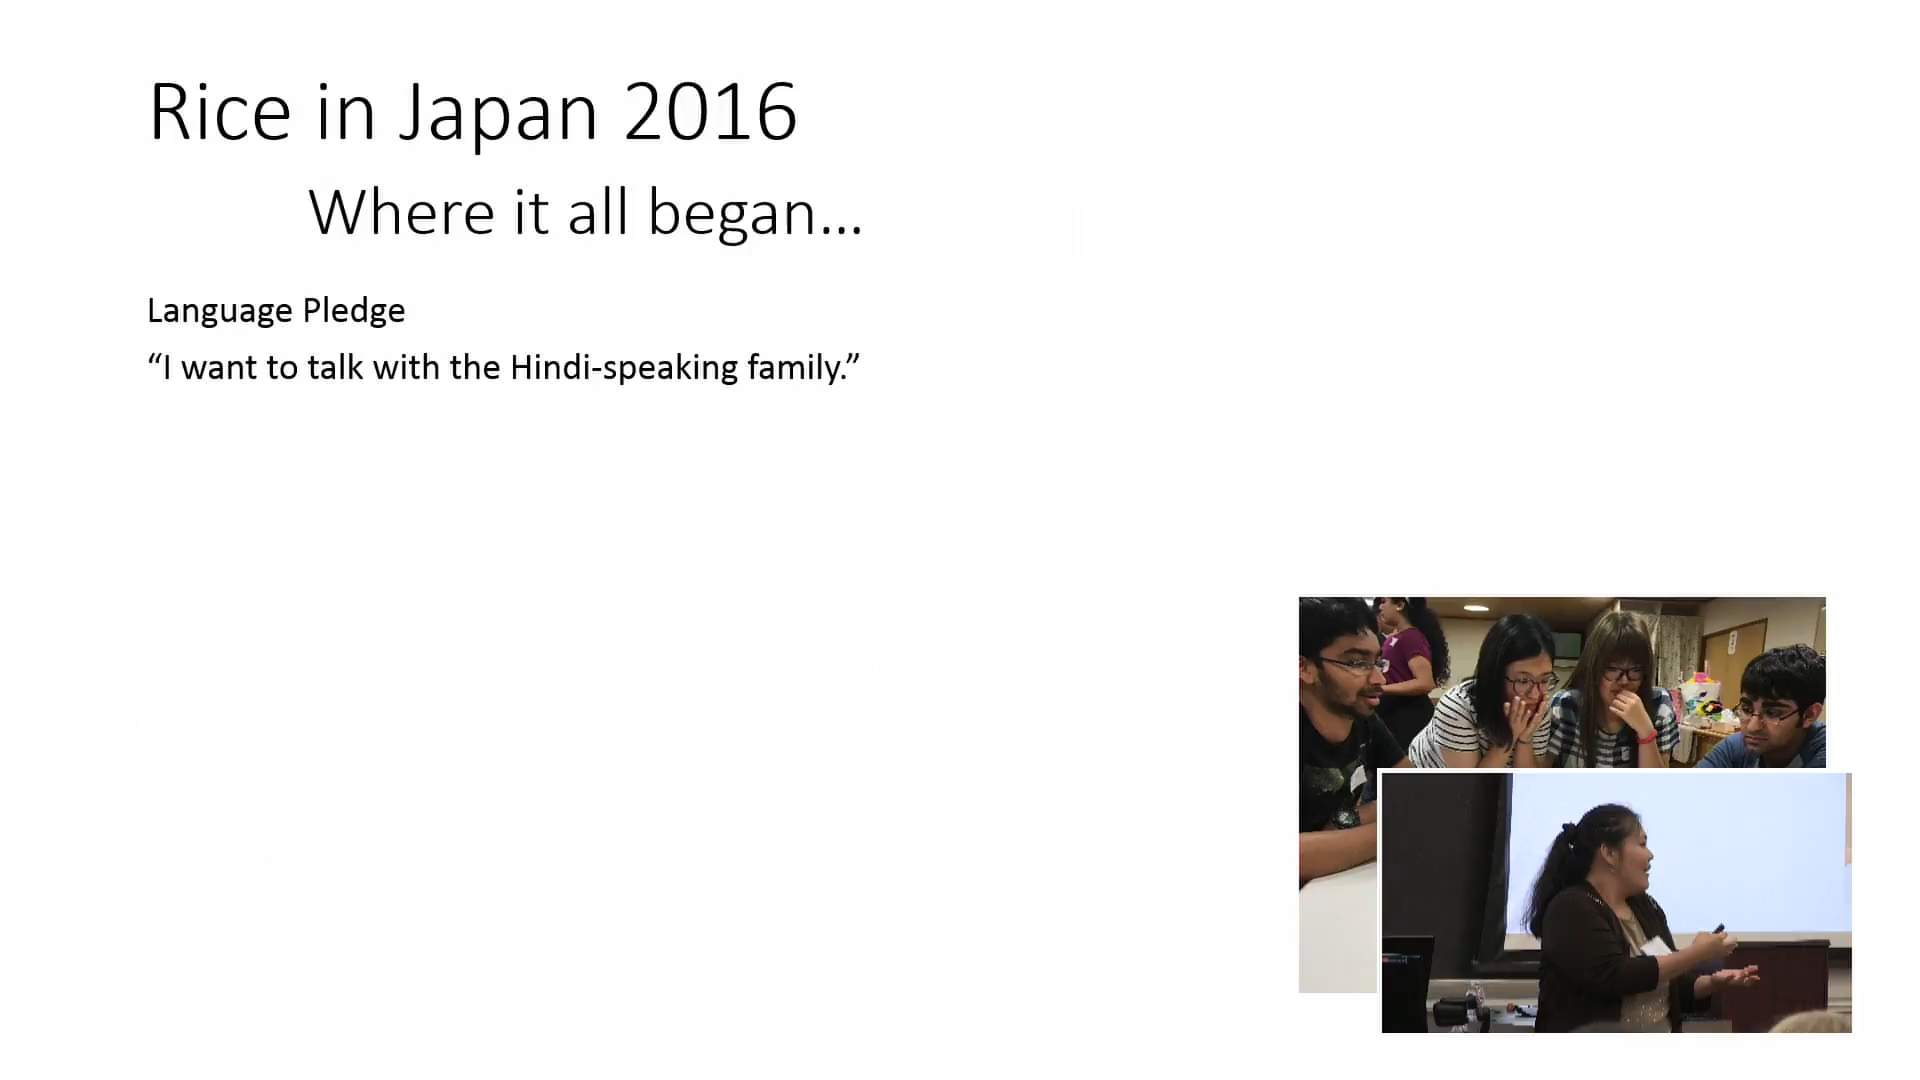 Rice in Japan 2016
Where it all began...
Language Pledge
“I want to talk with the Hindi-speaking family.”